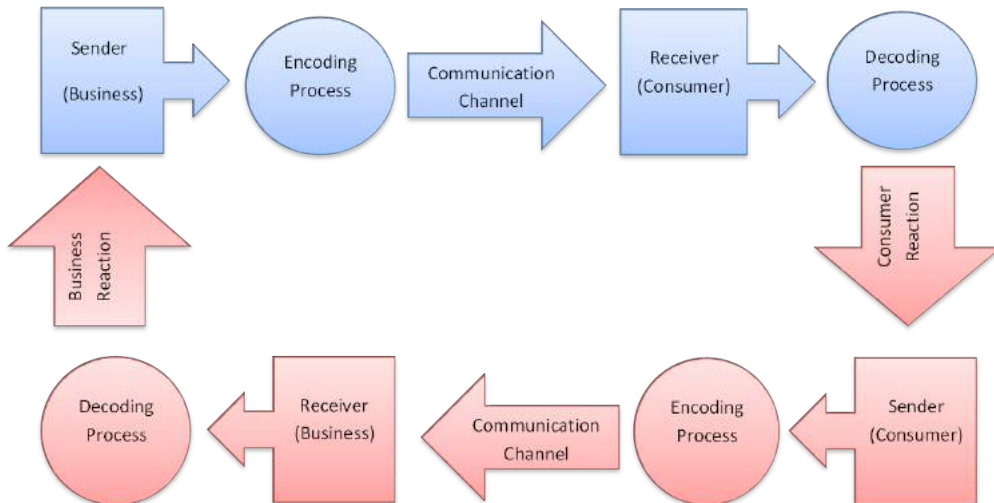 Sender
(Business)
Encoding
Process
Communication
Channel
Receiver
(Consumer)
Decoding
Process
Business
Reaction
Consumer
Reaction
Decoding
Process
Receiver
(Business)
Communication
Channel
Encoding
Process
Sender
(Consumer)